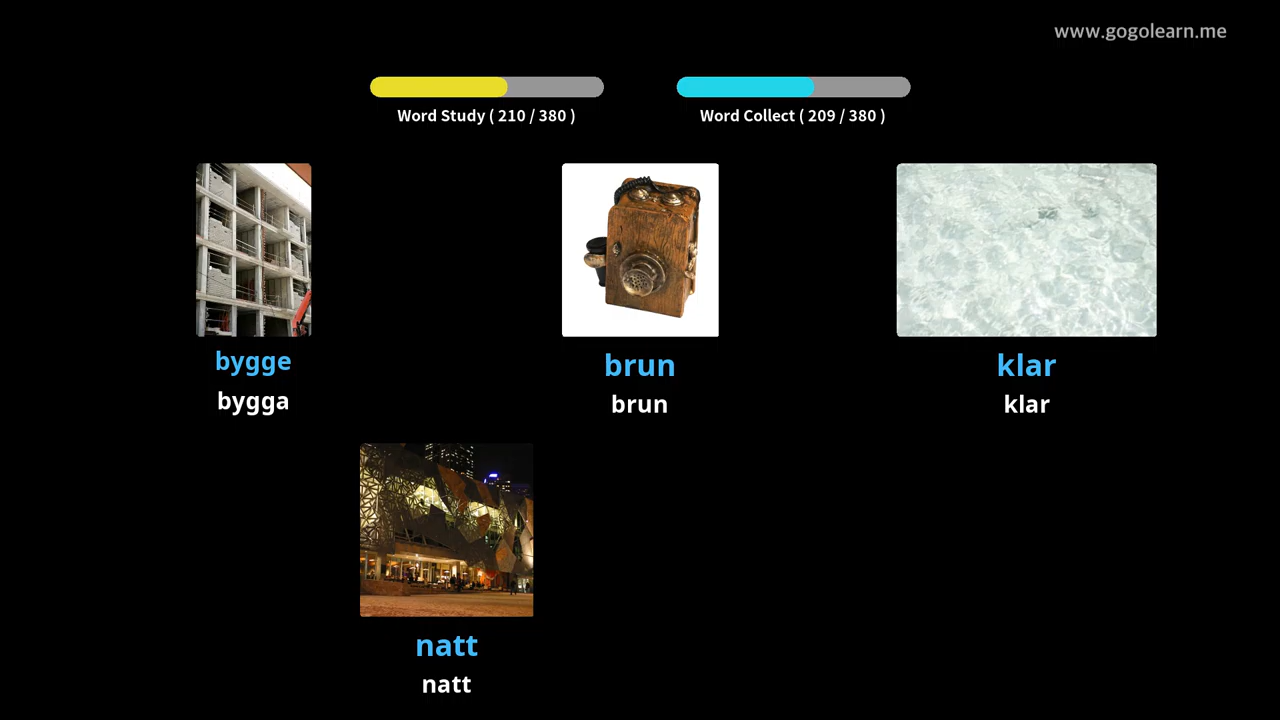 www.gogolearn.me
Word Study ( 210 / 380 )
Word Collect ( 209 / 380 )
bygge
bygga
brun
brun
klar
klar
natt
natt